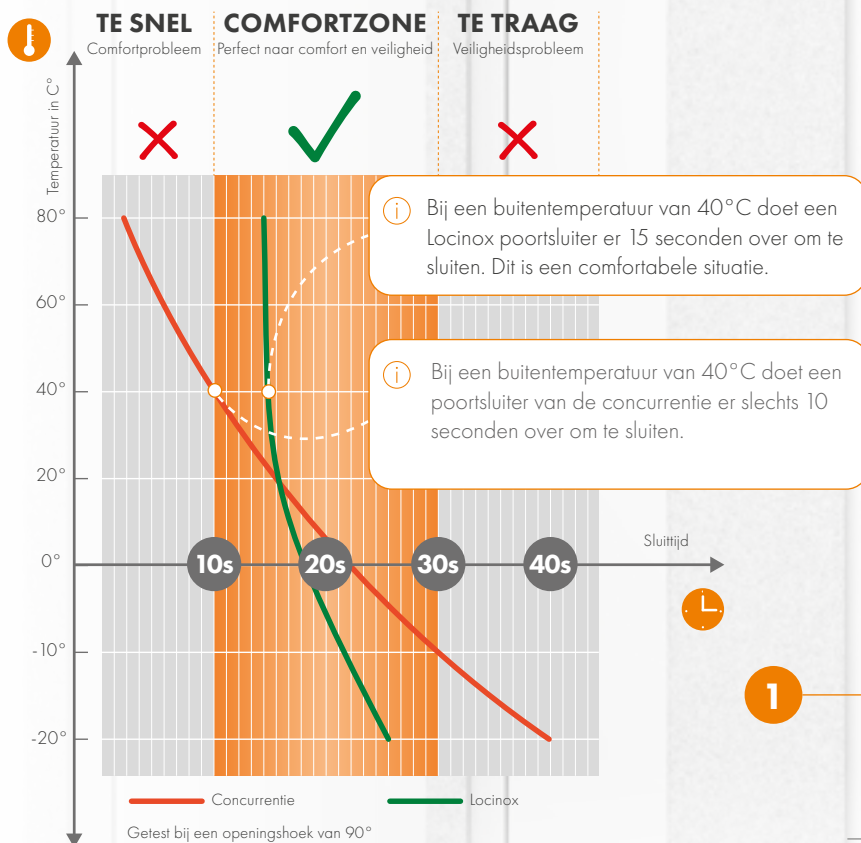 TE SNEL
Comfortprobleem
COMFORTZONE
Perfect naar comfort en veiligheid
TE TRAAG
Veiligheidsprobleem
Temperatuur in C°
80°
60°
40°
20°
0°
-10°
-20°
i
Bij een buitentemperatuur van 40°C doet een
Locinox poortsluiter er 15 seconden over om te
sluiten. Dit is een comfortabele situatie.
i
Bij een buitentemperatuur van 40°C doet een
poortsluiter van de concurrentie er slechts 10
seconden over om te sluiten.
10s
20s
30s
40s
Sluittijd
1
Concurrentie
Locinox
Getest bij een openingshoek van 90°